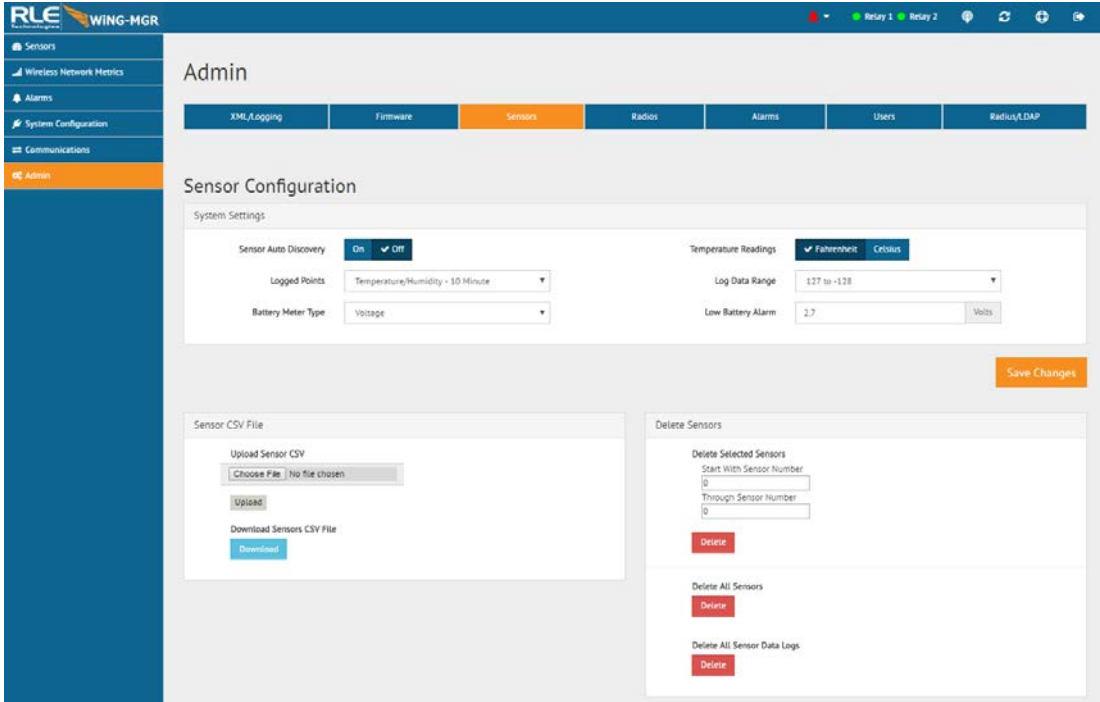 RLE WiNG-MGR
Technologies
Relay 1 Relay 2
Sensors
Wireless Network Metrics
Alarms
System Configuration
Communications
Admin
Admin
XML/Logging Firmware Sensors Radios Alarms Users Radius/LDAP
Sensor Configuration
System Settings
Sensor Auto Discovery On Off Temperature Readings Fahrenheit Celsius
Logged Points Temperature/Humidity - 10 Minute Log Data Range 127 to -128
Battery Meter Type Voltage Low Battery Alarm 2.7 Volts
Save Changes
Sensor CSV File
Upload Sensor CSV
Choose File No file chosen
Upload
Download Sensors CSV File
Download
Delete Sensors
Delete Selected Sensors
Start With Sensor Number
0
Through Sensor Number
0
Delete
Delete All Sensors
Delete
Delete All Sensor Data Logs
Delete